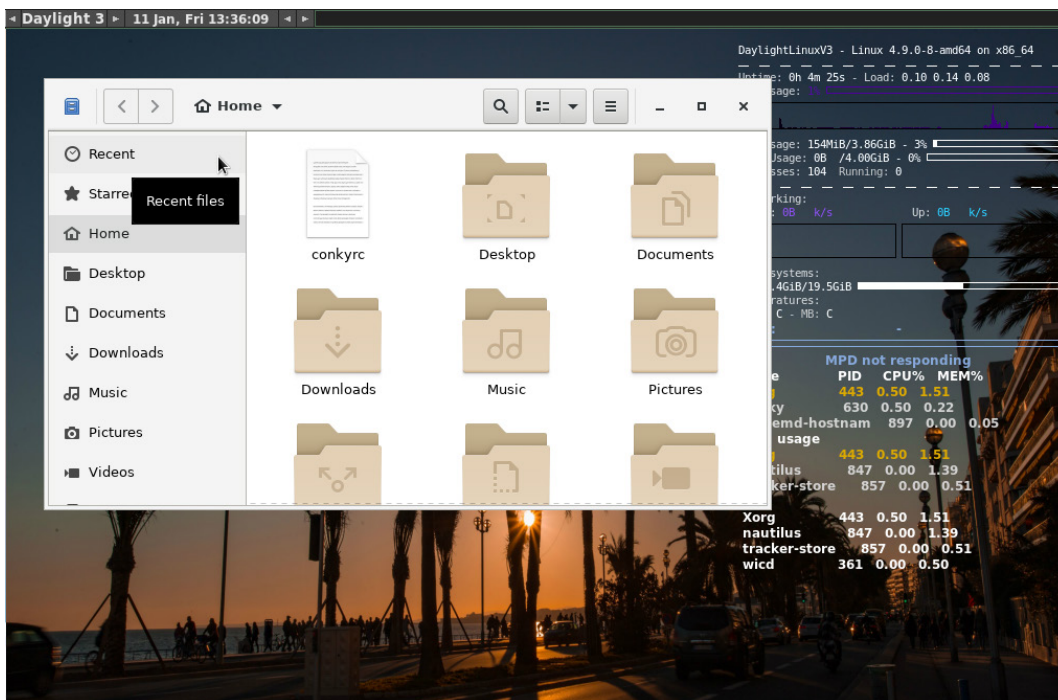 Daylight 3
11 Jan, Fri 13:36:09
DaylightLinuxV3 - Linux 4.9.0-8-amd64 on x86_64
Uptime: 0h 4m 25s - Load: 0.10 0.14 0.08
sage:
Home
Recent
Starre
Recent files
Home
Desktop
Documents
Downloads
Music
Pictures
Videos
conkyrc
Desktop
Documents
Downloads
Music
Pictures
sage: 154MiB/3.86GiB - 3%
Usage: 0B /4.00GiB - 0%
sses: 104 Running: 0
rking:
: 0B k/s Up: 0B k/s
systems:
.4GiB/19.5GiB
ratures:
C - MB: C
: -
MPD not responding
e PID CPU% MEM%
g 443 0.50 1.51
ky 630 0.50 0.22
emd-hostnam 897 0.00 0.05
usage
g 443 0.50 1.51
tilus 847 0.00 1.39
ker-store 857 0.00 0.51
Xorg 443 0.50 1.51
nautilus 847 0.00 1.39
tracker-store 857 0.00 0.51
wicd 361 0.00 0.50